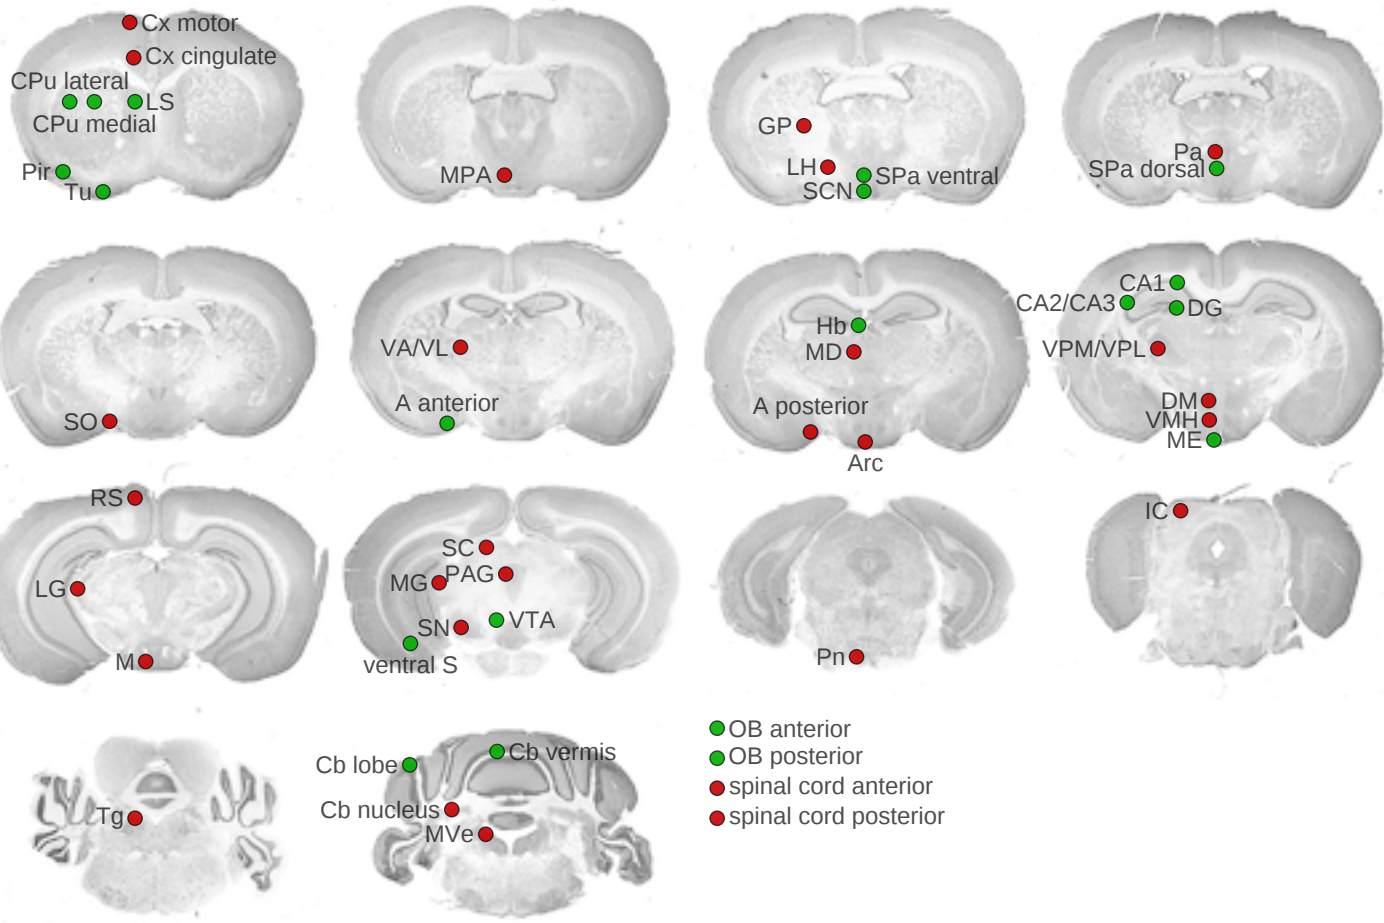 Cx motor
Cx cingulate
CPu lateral
LS
CPu medial
Pir
Tu
MPA
GP
LH
SPa ventral
SCN
Pa
SPa dorsal
SO
VA/VL
A anterior
Hb
MD
A posterior
Arc
CA1
CA2/CA3
DG
VPM/VPL
DM
VMH
ME
RS
LG
M
SC
MG
PAG
SN
VTA
ventral S
Pn
IC
Tg
Cb lobe
Cb vermis
Cb nucleus
MVe
OB anterior
OB posterior
spinal cord anterior
spinal cord posterior